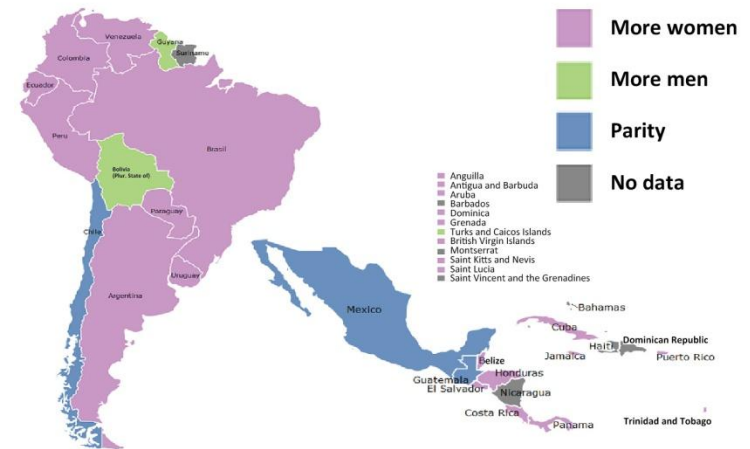 More women
More men
Parity
No data
Venezuela
Guyana
Suriname
Colombia
Ecuador
Peru
Brasil
Bolivia
(Plur. State of)
Paraguay
Chile
Uruguay
Argentina
Anguilla
Antigua and Barbuda
Aruba
Barbados
Dominica
Grenada
Turks and Caicos Islands
British Virgin Islands
Montserrat
Saint Kitts and Nevis
Saint Lucia
Saint Vincent and the Grenadines
Mexico
Bahamas
Cuba
Dominican Republic
Haiti
Jamaica
Puerto Rico
Belize
Honduras
Guatemala
El Salvador
Nicaragua
Costa Rica
Panama
Trinidad and Tobago